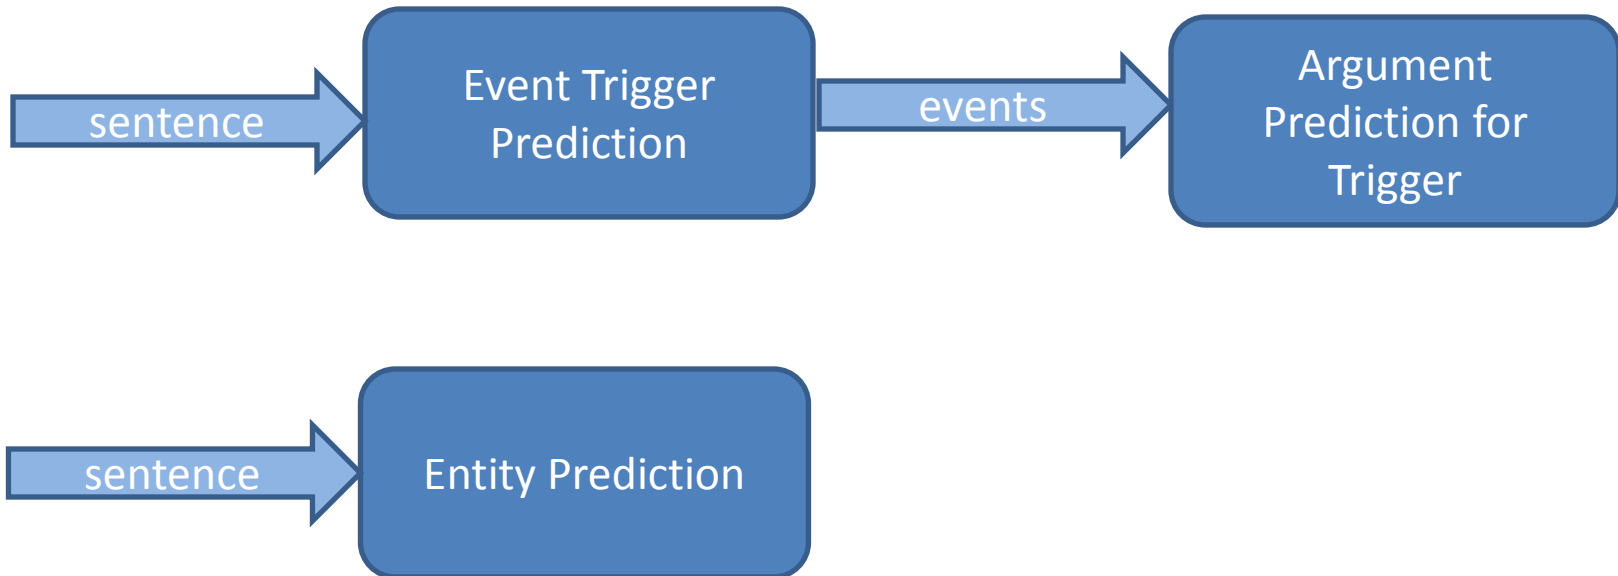 sentence
Event Trigger
Prediction
events
Argument
Prediction for
Trigger
sentence
Entity Prediction